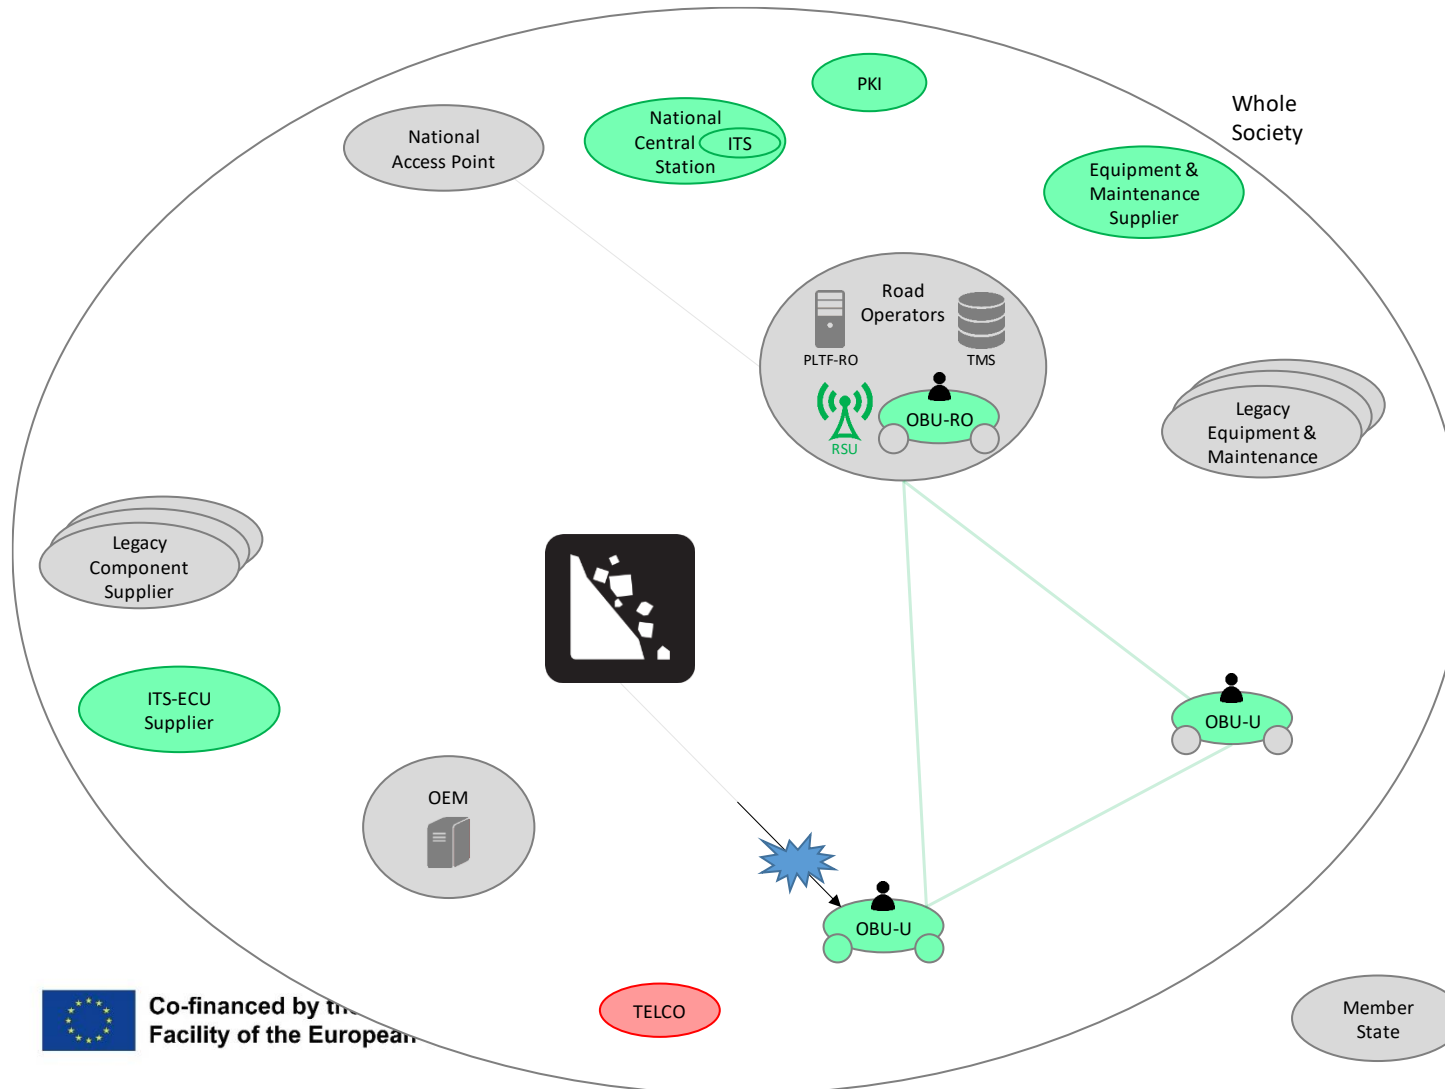 PKI
National
Central
Station
ITS
National
Access Point
Whole
Society
Equipment &
Maintenance
Supplier
Road
Operators
PLTF-RO
TMS
RSU
OBU-RO
Legacy
Equipment &
Maintenance
Legacy
Component
Supplier
ITS-ECU
Supplier
OBU-U
OEM
OBU-U
TELCO
Member
State
Co-financed by
Facility of the European